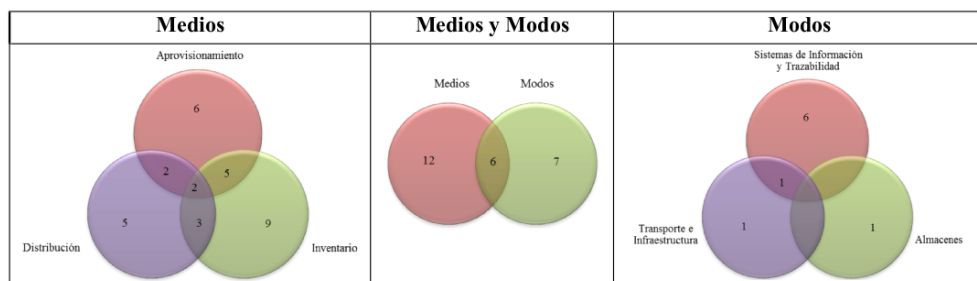 Medios
Medios y Modos
Modos
Aprovisionamiento
6
2
5
2
5
3
9
Distribución
Inventario
Medios
Modos
12
6
7
Sistemas de Información
y Trazabilidad
6
1
1
1
Transporte e
Infraestructura
Almacenes